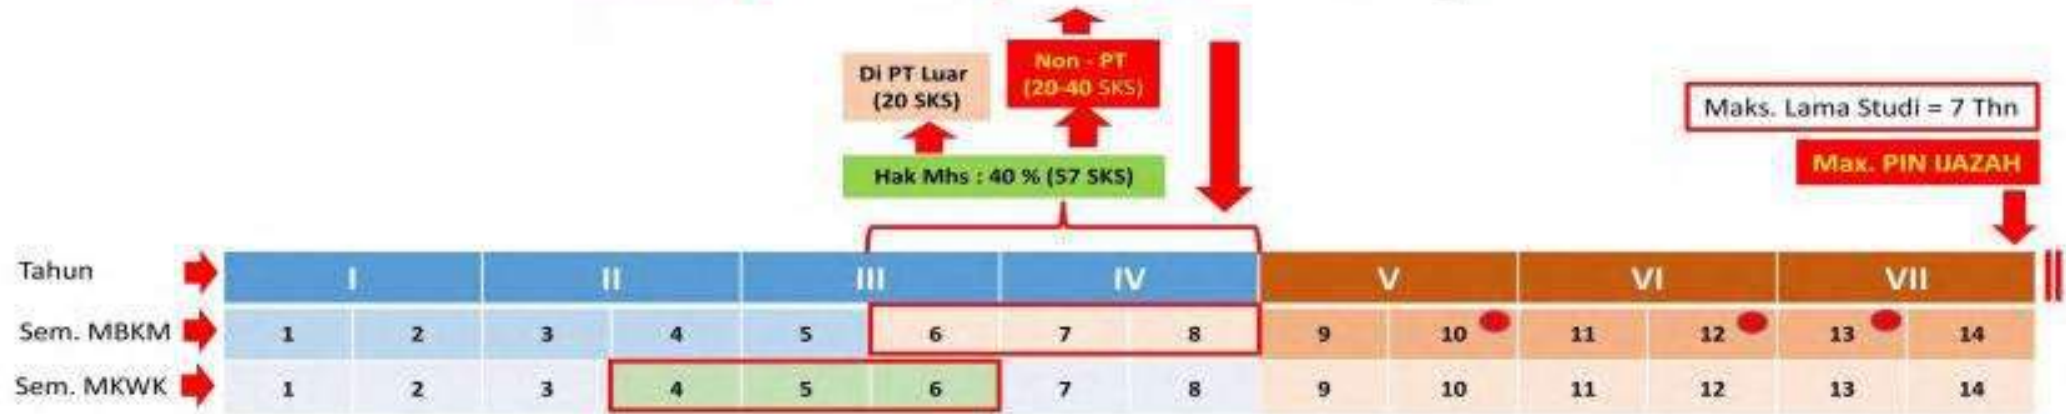 Non - PT
(20-40 SKS)
Di PT Luar
(20 SKS)
Hak Mhs : 40 % (57 SKS)
Maks. Lama Studi = 7 Thn
Max. PIN IJAZAH
Tahun I II III IV V VI VII
Sem. MBKM 1 2 3 4 5 6 7 8 9 10 11 12 13 14
Sem. MKWK 1 2 3 4 5 6 7 8 9 10 11 12 13 14